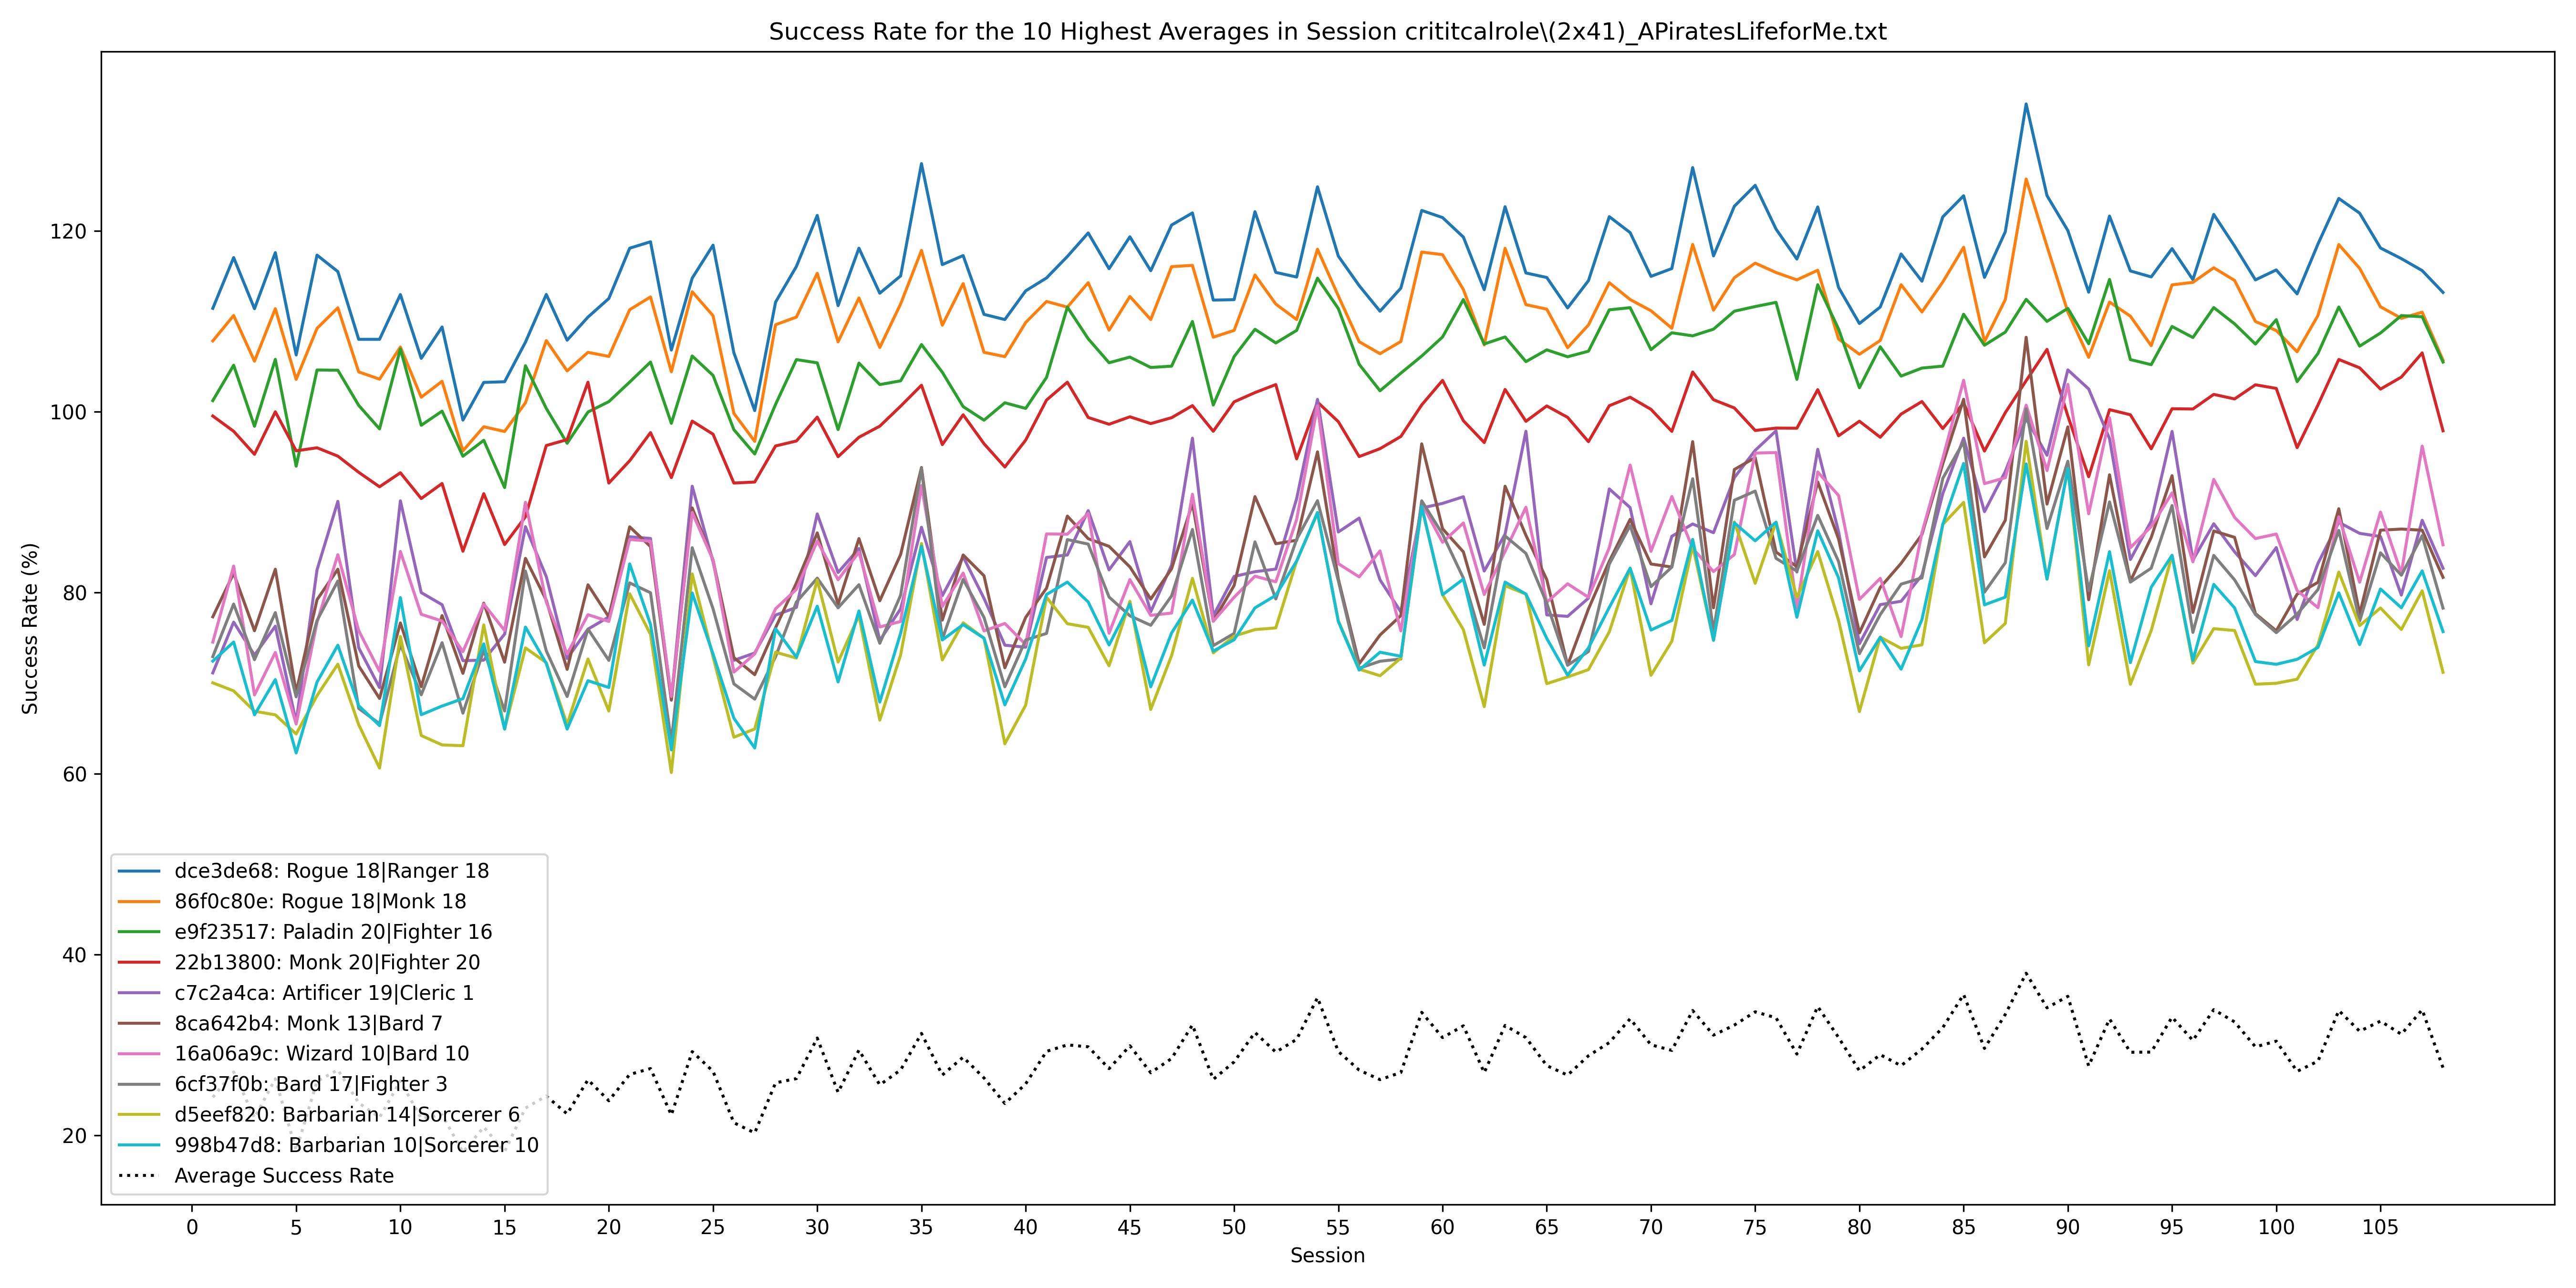 Success Rate for the 10 Highest Averages in Session crititcalrole\(2x41)_APiratesLifeforMe.txt
Success Rate (%)
120
100
80
60
40
20
dce3de68: Rogue 18|Ranger 18
86f0c80e: Rogue 18|Monk 18
e9f23517: Paladin 20|Fighter 16
22b13800: Monk 20|Fighter 20
c7c2a4ca: Artificer 19|Cleric 1
8ca642b4: Monk 13|Bard 7
16a06a9c: Wizard 10|Bard 10
6cf37f0b: Bard 17|Fighter 3
d5eef820: Barbarian 14|Sorcerer 6
998b47d8: Barbarian 10|Sorcerer 10
Average Success Rate
0 5 10 15 20 25 30 35 40 45 50 55 60 65 70 75 80 85 90 95 100 105
Session